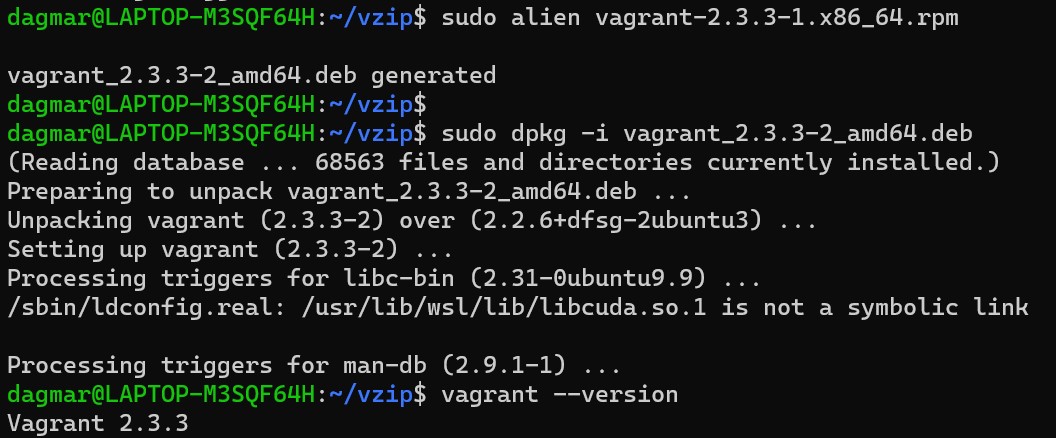 dagmar@LAPTOP-M3SQF64H:~/vzip$ sudo alien vagrant-2.3.3-1.x86_64.rpm
vagrant_2.3.3-2_amd64.deb generated
dagmar@LAPTOP-M3SQF64H:~/vzip$
dagmar@LAPTOP-M3SQF64H:~/vzip$ sudo dpkg -i vagrant_2.3.3-2_amd64.deb
(Reading database ... 68563 files and directories currently installed.)
Preparing to unpack vagrant_2.3.3-2_amd64.deb ...
Unpacking vagrant (2.3.3-2) over (2.2.6+dfsg-2ubuntu3) ...
Setting up vagrant (2.3.3-2) ...
Processing triggers for libc-bin (2.31-0ubuntu9.9) ...
/sbin/ldconfig.real: /usr/lib/wsl/lib/libcuda.so.1 is not a symbolic link
Processing triggers for man-db (2.9.1-1) ...
dagmar@LAPTOP-M3SQF64H:~/vzip$ vagrant --version
Vagrant 2.3.3